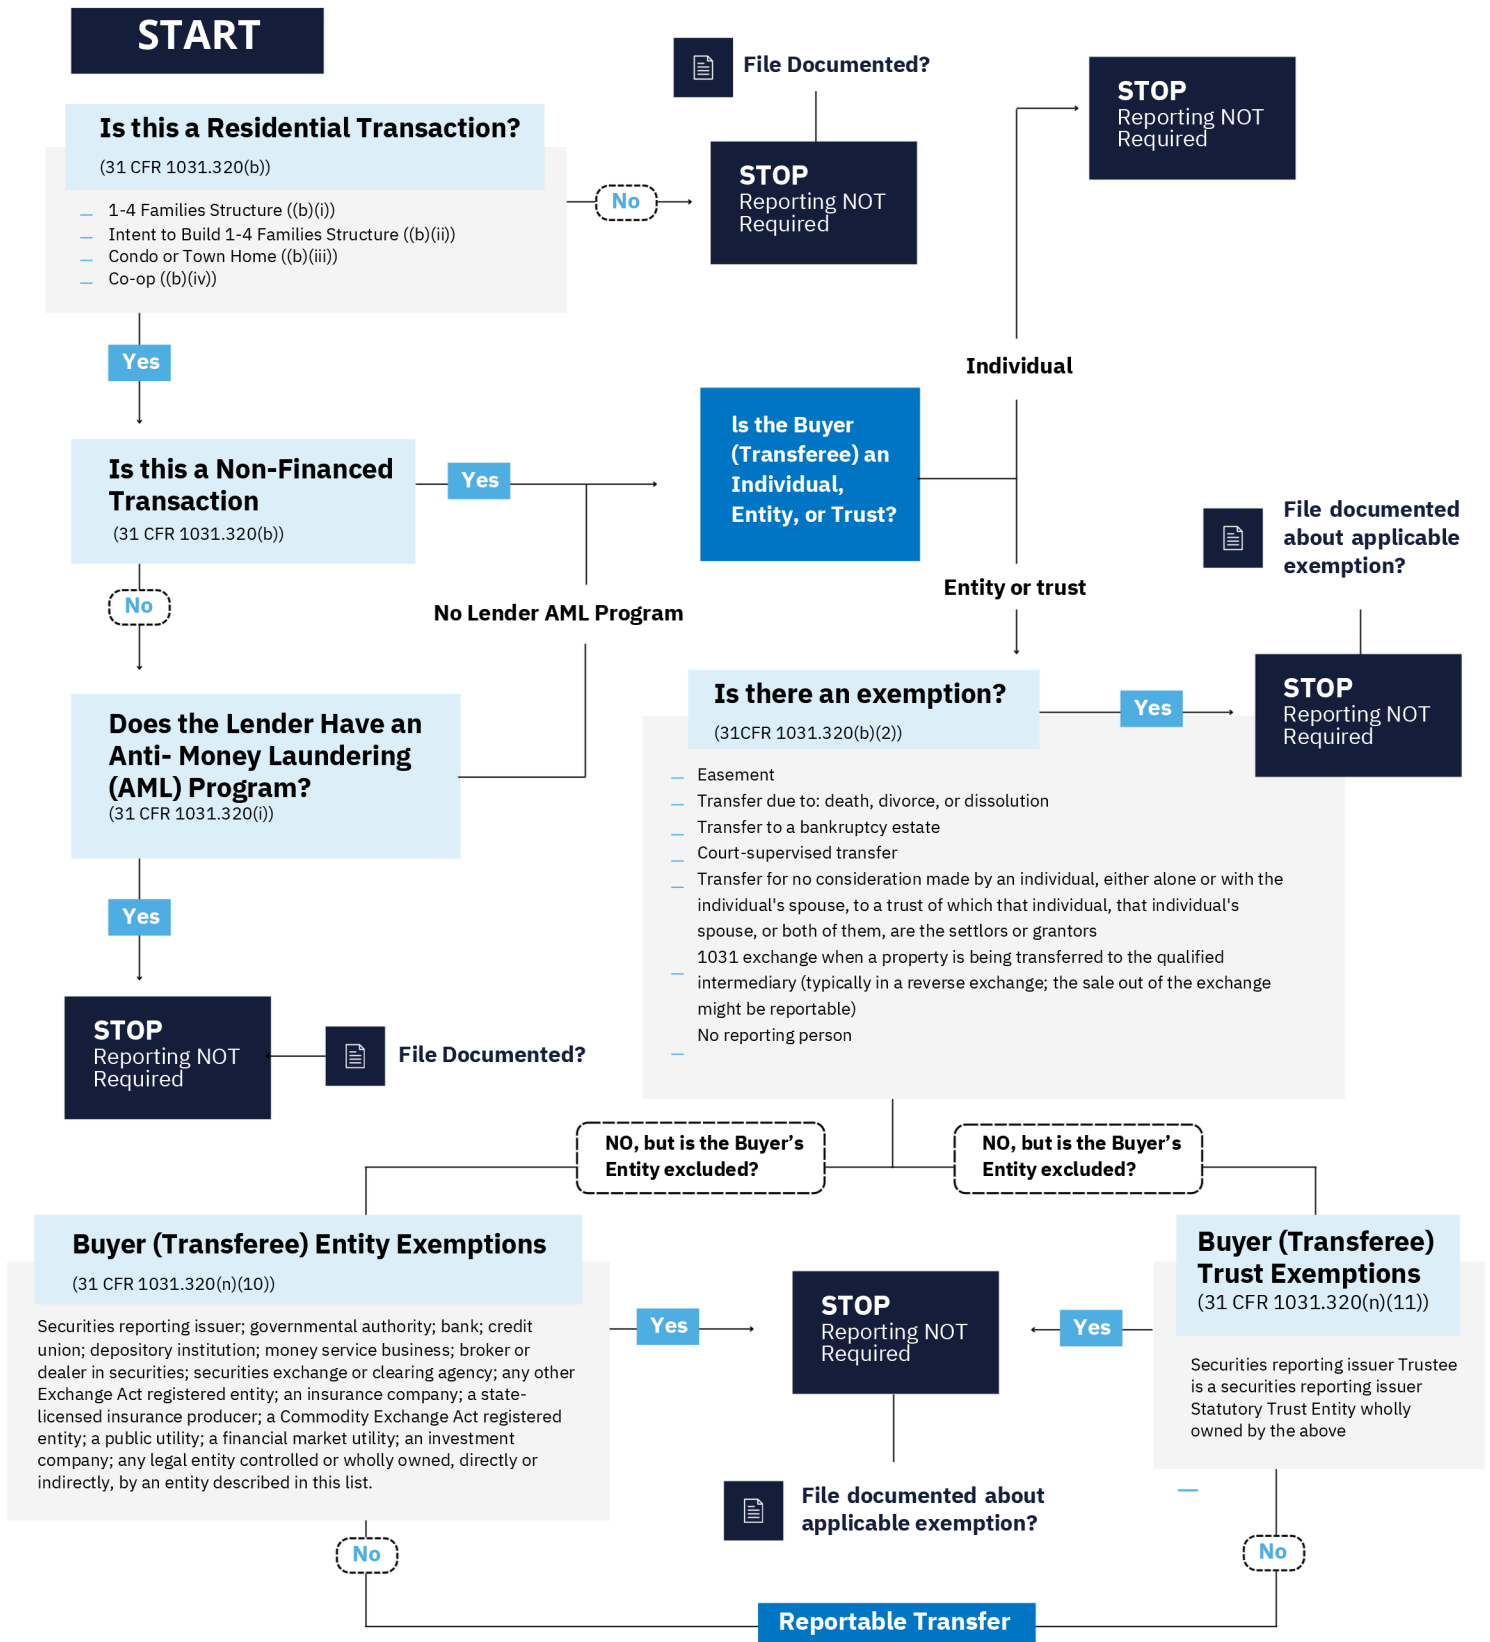 START
Is this a Residential Transaction?
(31 CFR 1031.320(b))
1-4 Families Structure ((b)(i))
Intent to Build 1-4 Families Structure ((b)(ii))
Condo or Town Home ((b)(iii))
Co-op ((b)(iv))
No
File Documented?
STOP
Reporting NOT
Required
STOP
Reporting NOT
Required
Yes
Individual
Is this a Non-Financed
Transaction
(31 CFR 1031.320(b))
Yes
Is the Buyer
(Transferee) an
Individual,
Entity, or Trust?
No
No Lender AML Program
Entity or trust
File documented
about applicable
exemption?
Does the Lender Have an
Anti- Money Laundering
(AML) Program?
(31 CFR 1031.320(i))
Is there an exemption?
(31CFR 1031.320(b)(2))
Yes
STOP
Reporting NOT
Required
Easement
Transfer due to: death, divorce, or dissolution
Transfer to a bankruptcy estate
Court-supervised transfer
Transfer for no consideration made by an individual, either alone or with the
individual's spouse, to a trust of which that individual, that individual's
spouse, or both of them, are the settlors or grantors
1031 exchange when a property is being transferred to the qualified
intermediary (typically in a reverse exchange; the sale out of the exchange
might be reportable)
No reporting person
Yes
STOP
Reporting NOT
Required
File Documented?
NO, but is the Buyer’s
Entity excluded?
NO, but is the Buyer’s
Entity excluded?
Buyer (Transferee) Entity Exemptions
(31 CFR 1031.320(n)(10))
Securities reporting issuer; governmental authority; bank; credit
union; depository institution; money service business; broker or
dealer in securities; securities exchange or clearing agency; any other
Exchange Act registered entity; an insurance company; a state-
licensed insurance producer; a Commodity Exchange Act registered
entity; a public utility; a financial market utility; an investment
company; any legal entity controlled or wholly owned, directly or
indirectly, by an entity described in this list.
Yes
STOP
Reporting NOT
Required
Yes
Buyer (Transferee)
Trust Exemptions
(31 CFR 1031.320(n)(11))
Securities reporting issuer Trustee
is a securities reporting issuer
Statutory Trust Entity wholly
owned by the above
File documented about
applicable exemption?
No
No
Reportable Transfer